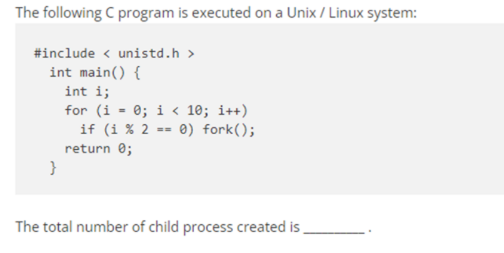 The following C program is executed on a Unix / Linux system:
#include < unistd.h >
int main() {
int i;
for (i = 0; i < 10; i++)
if (i % 2 == 0) fork();
return 0;
}
The total number of child process created is ________ .